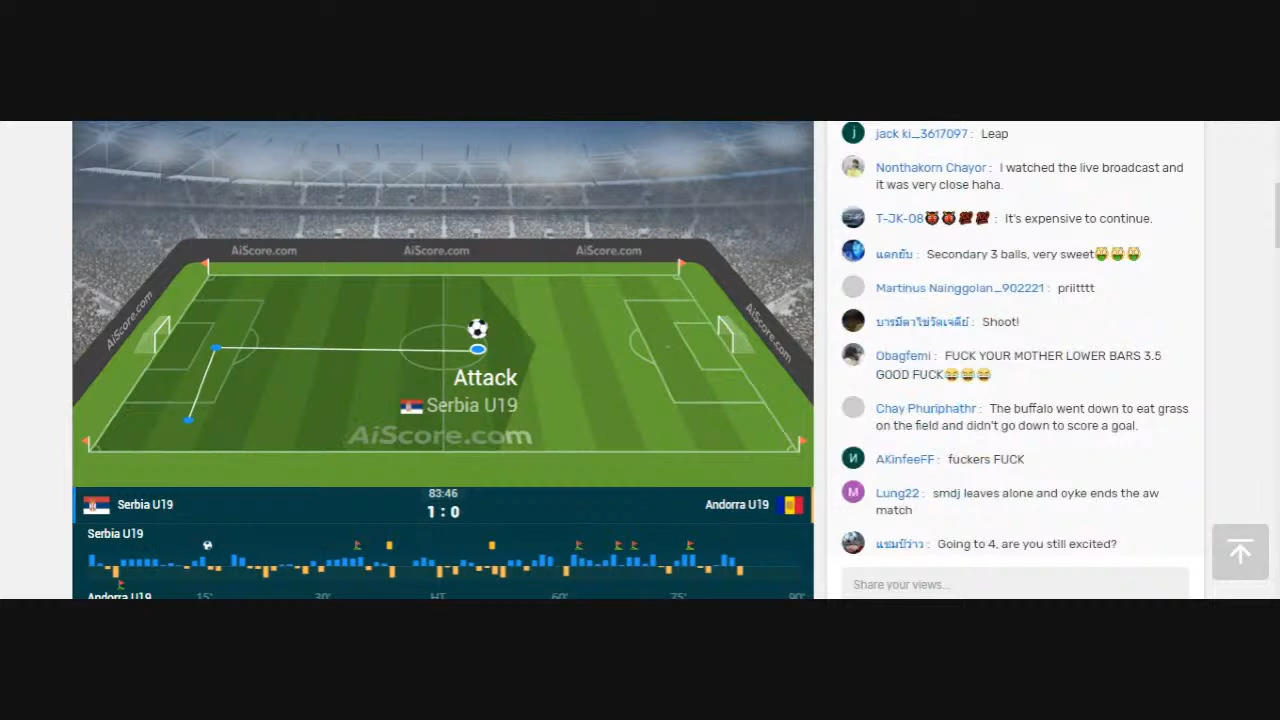 AiScore.com
AiScore.com
AiScore.com
AiScore.com
AiScore.com
Attack
Serbia U19
AiScore.com
83:46
Serbia U19
1 : 0
Andorra U19
Serbia U19
Andorra U19
15'
30'
HT
60'
75'
90'
j
jack ki_3617097 : Leap
Nonthakorn Chayor : I watched the live broadcast and
it was very close haha.
T-JK-08👹👹 : It's expensive to continue.
แดกยับ : Secondary 3 balls, very sweet🤑🤑🤑
Martinus Nainggolan_902221 : priitttt
บารมีตาไข่วัดเจดีย์ : Shoot!
Obagfemi : FUCK YOUR MOTHER LOWER BARS 3.5
GOOD FUCK😂😂😂
Chay Phuriphathr : The buffalo went down to eat grass
on the field and didn't go down to score a goal.
И
AKinfeeFF : fuckers FUCK
M
Lung22 : smdj leaves alone and oyke ends the aw
match
แชมป์ว่าว : Going to 4, are you still excited?
Share your views...